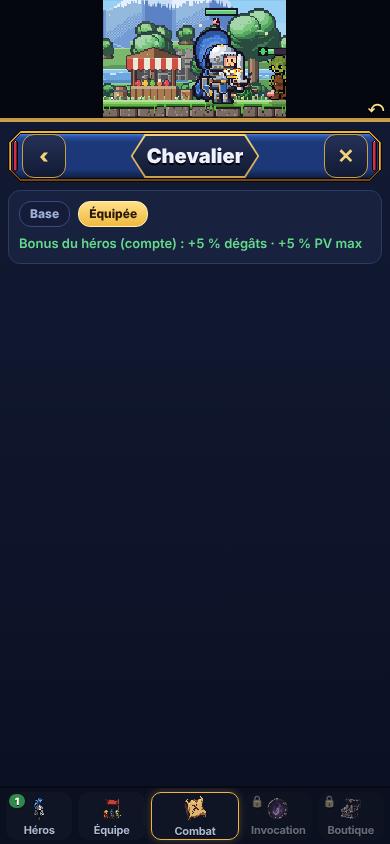 ‹
Chevalier
✕
Base
Équipée
Bonus du héros (compte) : +5 % dégâts · +5 % PV max
1
Héros
Équipe
Combat
Invocation
Boutique